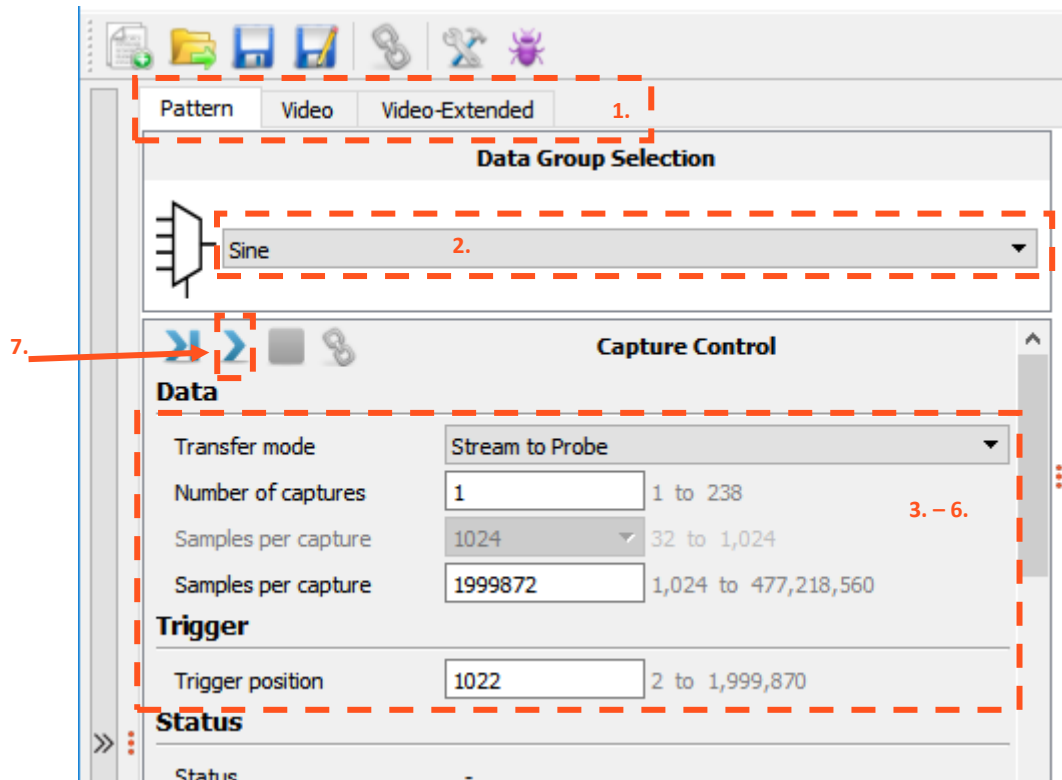 Pattern Video Video-Extended 1.
Data Group Selection
Sine 2.
7.
Capture Control
Data
Transfer mode Stream to Probe
Number of captures 1 1 to 238
3. – 6.
Samples per capture 1024 32 to 1,024
Samples per capture 1999872 1,024 to 477,218,560
Trigger
Trigger position 1022 2 to 1,999,870
Status
Status -